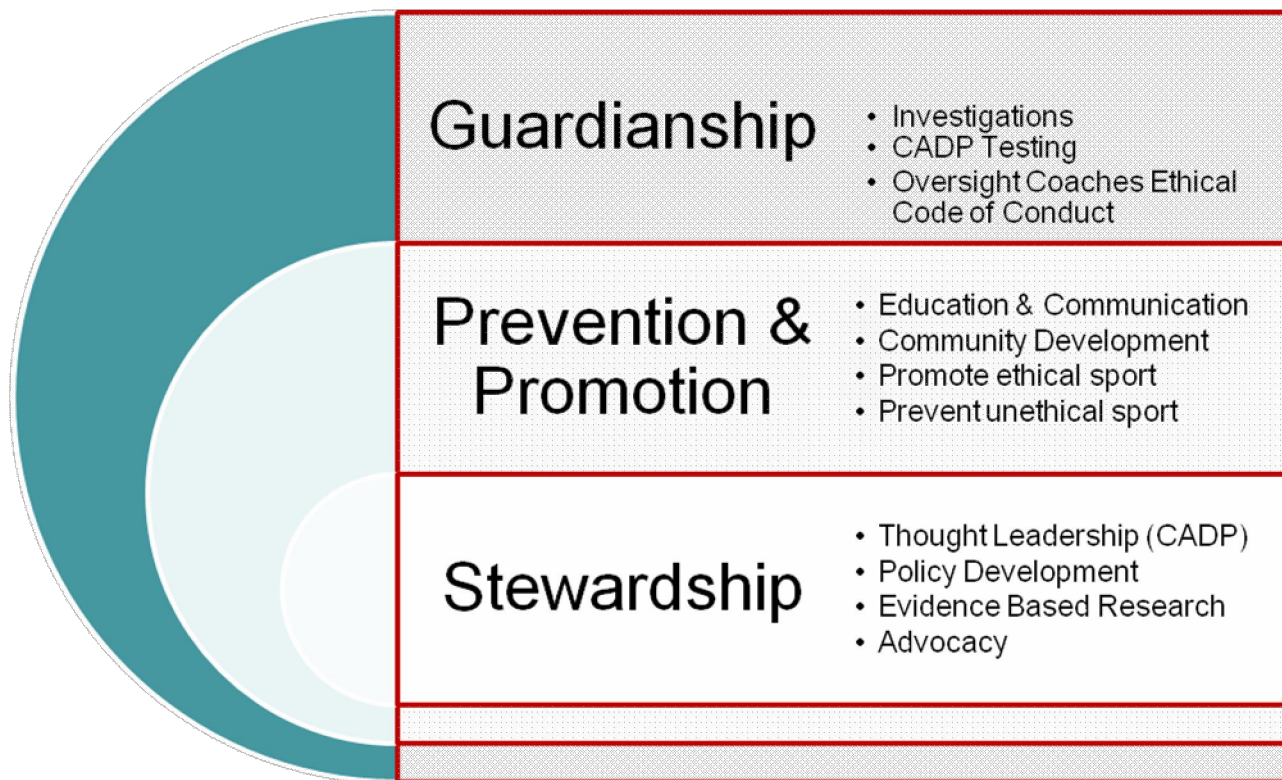 Guardianship
• Investigations
• CADP Testing
• Oversight Coaches Ethical
Code of Conduct
Prevention &
Promotion
• Education & Communication
• Community Development
• Promote ethical sport
• Prevent unethical sport
Stewardship
• Thought Leadership (CADP)
• Policy Development
• Evidence Based Research
• Advocacy